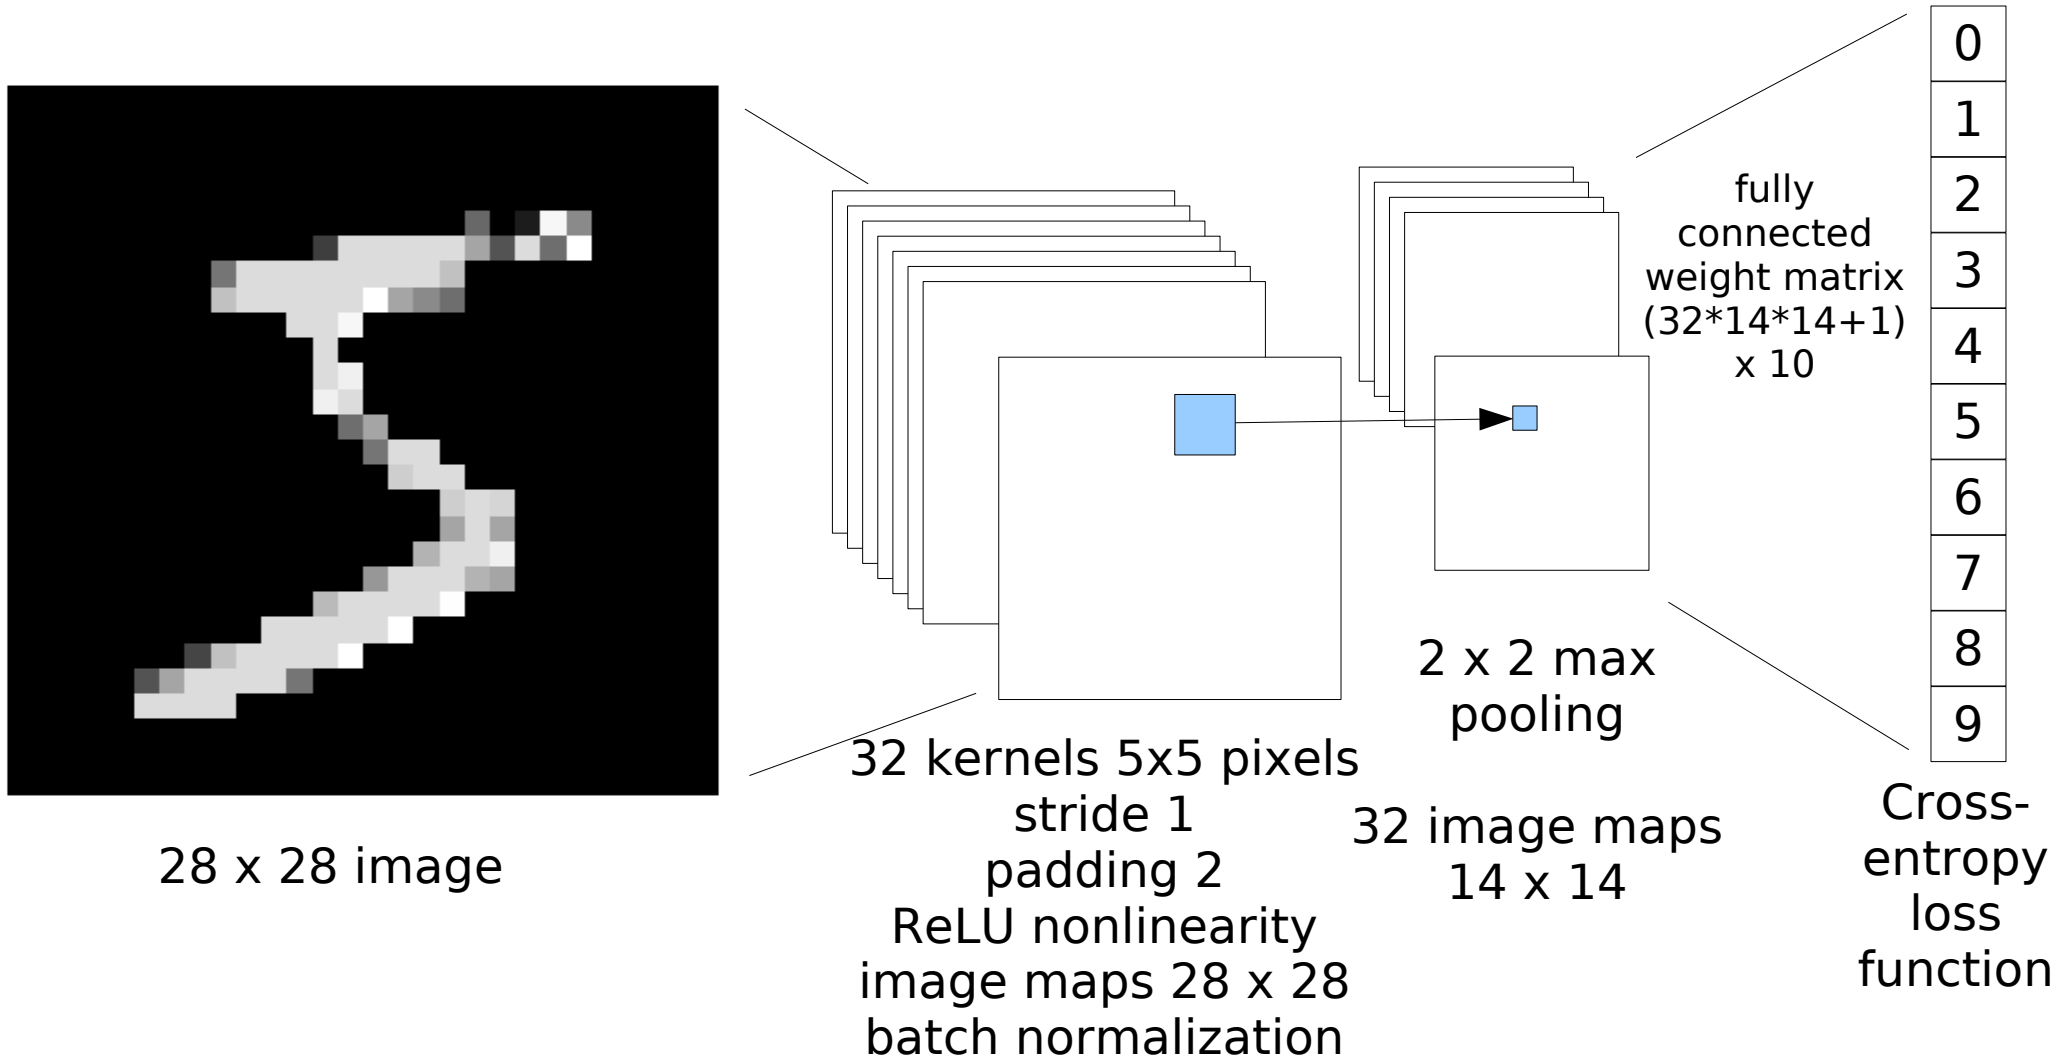 28 x 28 image
32 kernels 5x5 pixels
stride 1
padding 2
ReLU nonlinearity
image maps 28 x 28
batch normalization
2 x 2 max
pooling
32 image maps
14 x 14
fully
connected
weight matrix
(32*14*14+1)
x 10
0
1
2
3
4
5
6
7
8
9
Cross-
entropy
loss
function